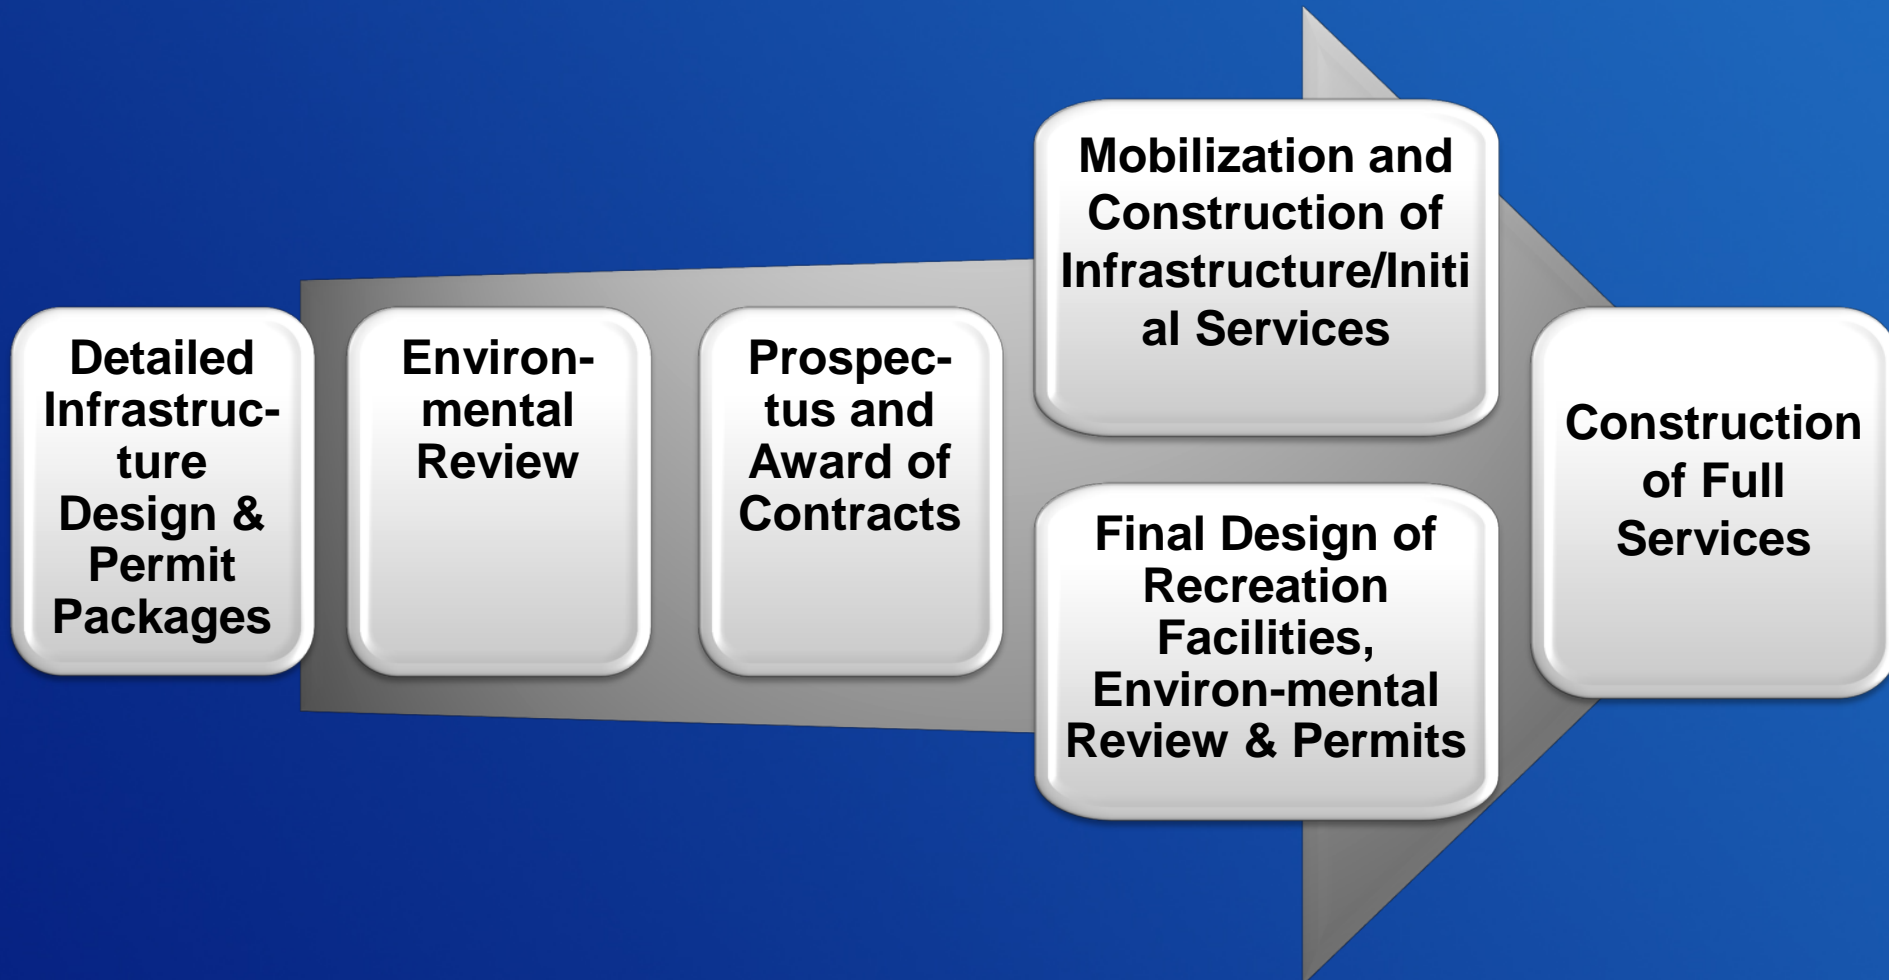 Detailed
Infrastruc-
ture
Design &
Permit
Packages
Environ-
mental
Review
Prospec-
tus and
Award of
Contracts
Mobilization and
Construction of
Infrastructure/Initi
al Services
Final Design of
Recreation
Facilities,
Environ-mental
Review & Permits
Construction
of Full
Services